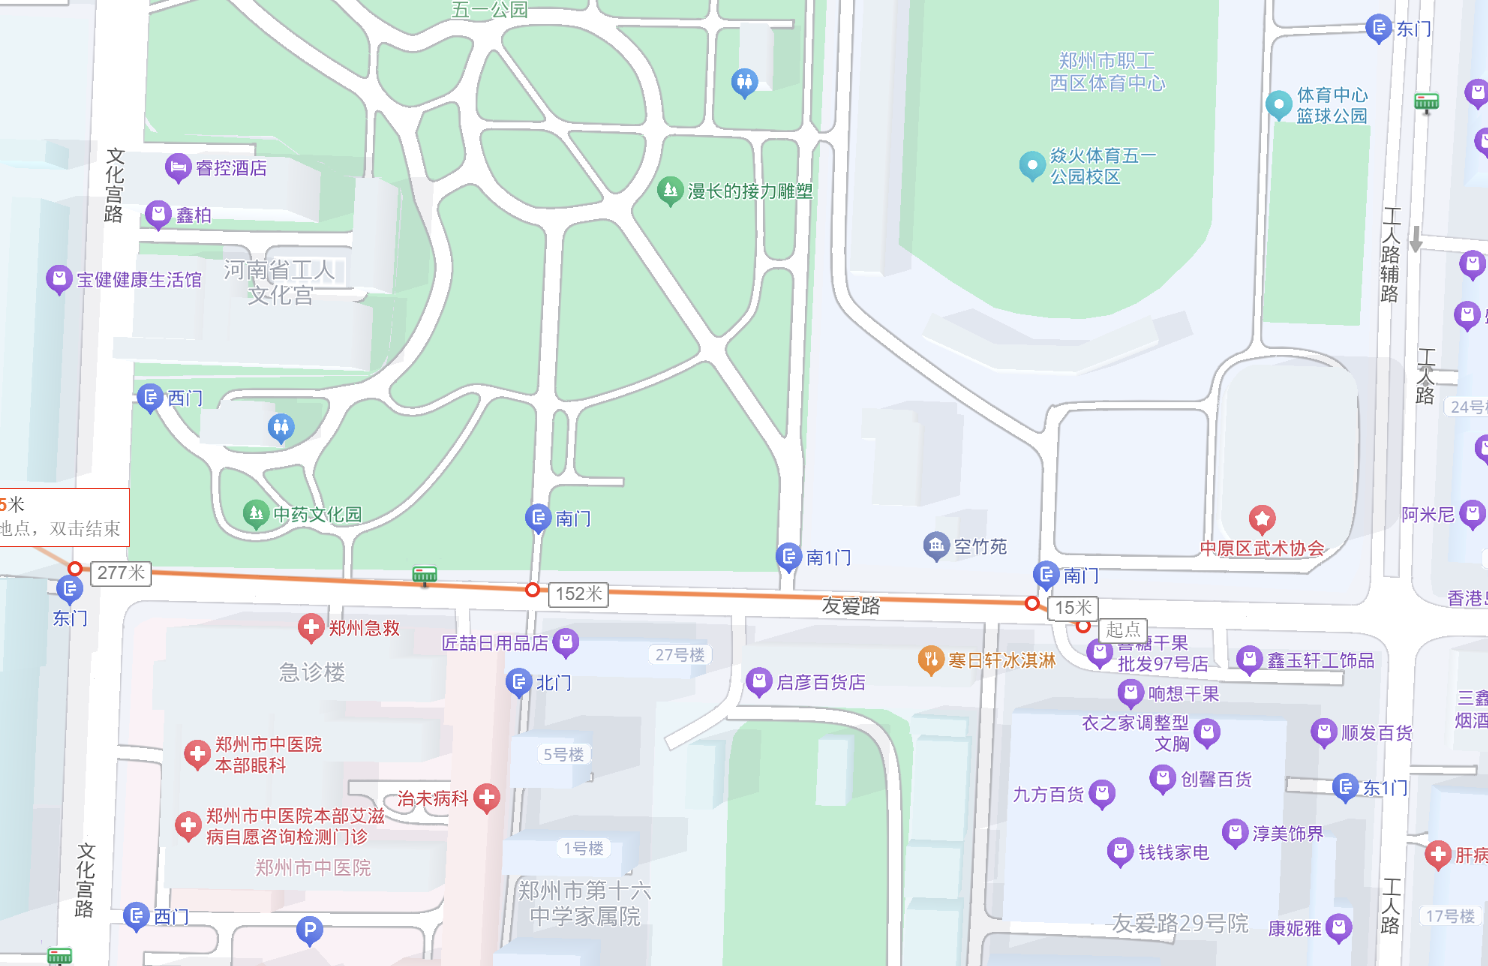 五一公园
东门
郑州市职工
西区体育中心
体育中心
篮球公园
文化宫路
睿控酒店
焱火体育五一
公园校区
漫长的接力雕塑
鑫柏
工人路辅路
河南省工人
文化宫
宝健健康生活馆
工人路
西门
24号
5米
地点，双击结束
中药文化园
南门
南1门
空竹苑
中原区武术协会
阿米尼
277米
152米
友爱路
南门
15米
起点
香港
东门
郑州急救
匠喆日用品店
27号楼
寒日轩冰淇淋
喜糖干果
批发97号店
鑫玉轩工饰品
急诊楼
北门
启彦百货店
响想干果
三鑫
烟酒
衣之家调整型
文胸
顺发百货
郑州市中医院
本部眼科
5号楼
创馨百货
九方百货
东1门
治未病科
郑州市中医院本部艾滋
病自愿咨询检测门诊
淳美饰界
钱钱家电
肝病
1号楼
郑州市中医院
文化宫路
郑州市第十六
中学家属院
工人路
西门
P
友爱路29号院
康妮雅
17号楼